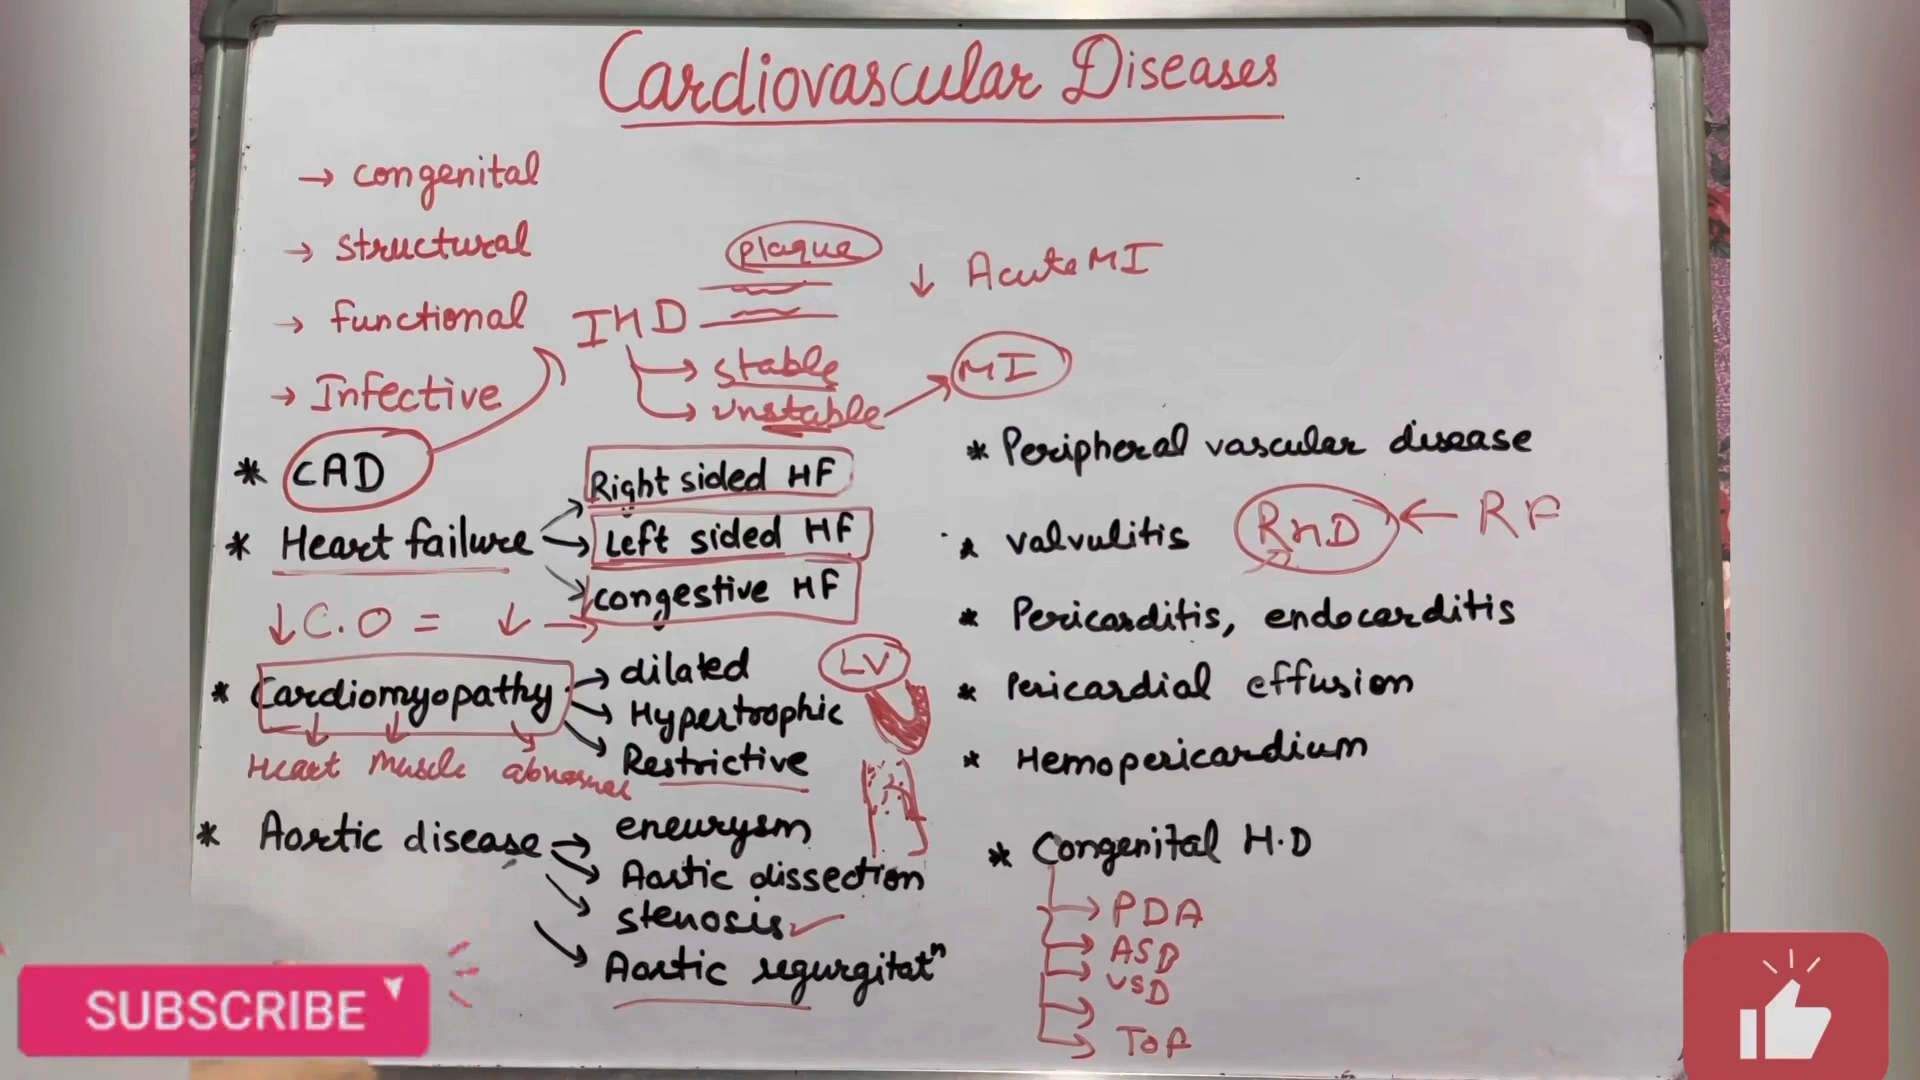 Cardiovascular Diseases
→ congenital
→ structural
→ functional
→ Infective
plaque
↓ Acute MI
IHD
→ stable
→ unstable → MI
* CAD
* Heart failure
Right sided HF
Left sided HF
congestive HF
↓ C.O = ↓ →
* Cardiomyopathy
→ dilated
→ Hypertrophic
→ Restrictive
LV
Heart Muscle abnormal
* Aortic disease
→ eneurysm
→ Aortic dissection
→ stenosis ✓
→ Aortic regurgitatⁿ
* Peripheral vascular disease
* valvulitis RHD ← RF
* Pericarditis, endocarditis
* Pericardial effusion
* Hemopericardium
* Congenital H.D
→ PDA
→ ASD
→ VSD
→ TOF
SUBSCRIBE